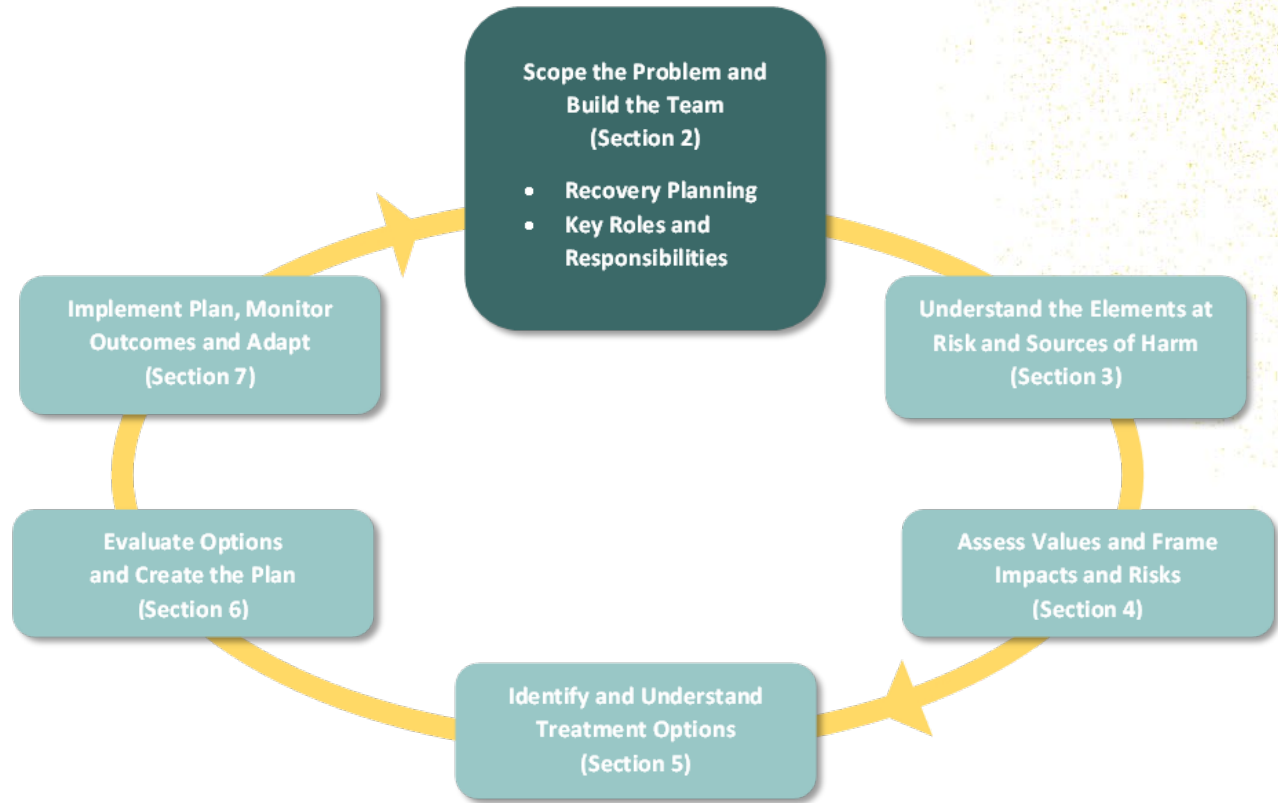 Scope the Problem and
Build the Team
(Section 2)
• Recovery Planning
• Key Roles and
Responsibilities
Understand the Elements at
Risk and Sources of Harm
(Section 3)
Assess Values and Frame
Impacts and Risks
(Section 4)
Identify and Understand
Treatment Options
(Section 5)
Evaluate Options
and Create the Plan
(Section 6)
Implement Plan, Monitor
Outcomes and Adapt
(Section 7)